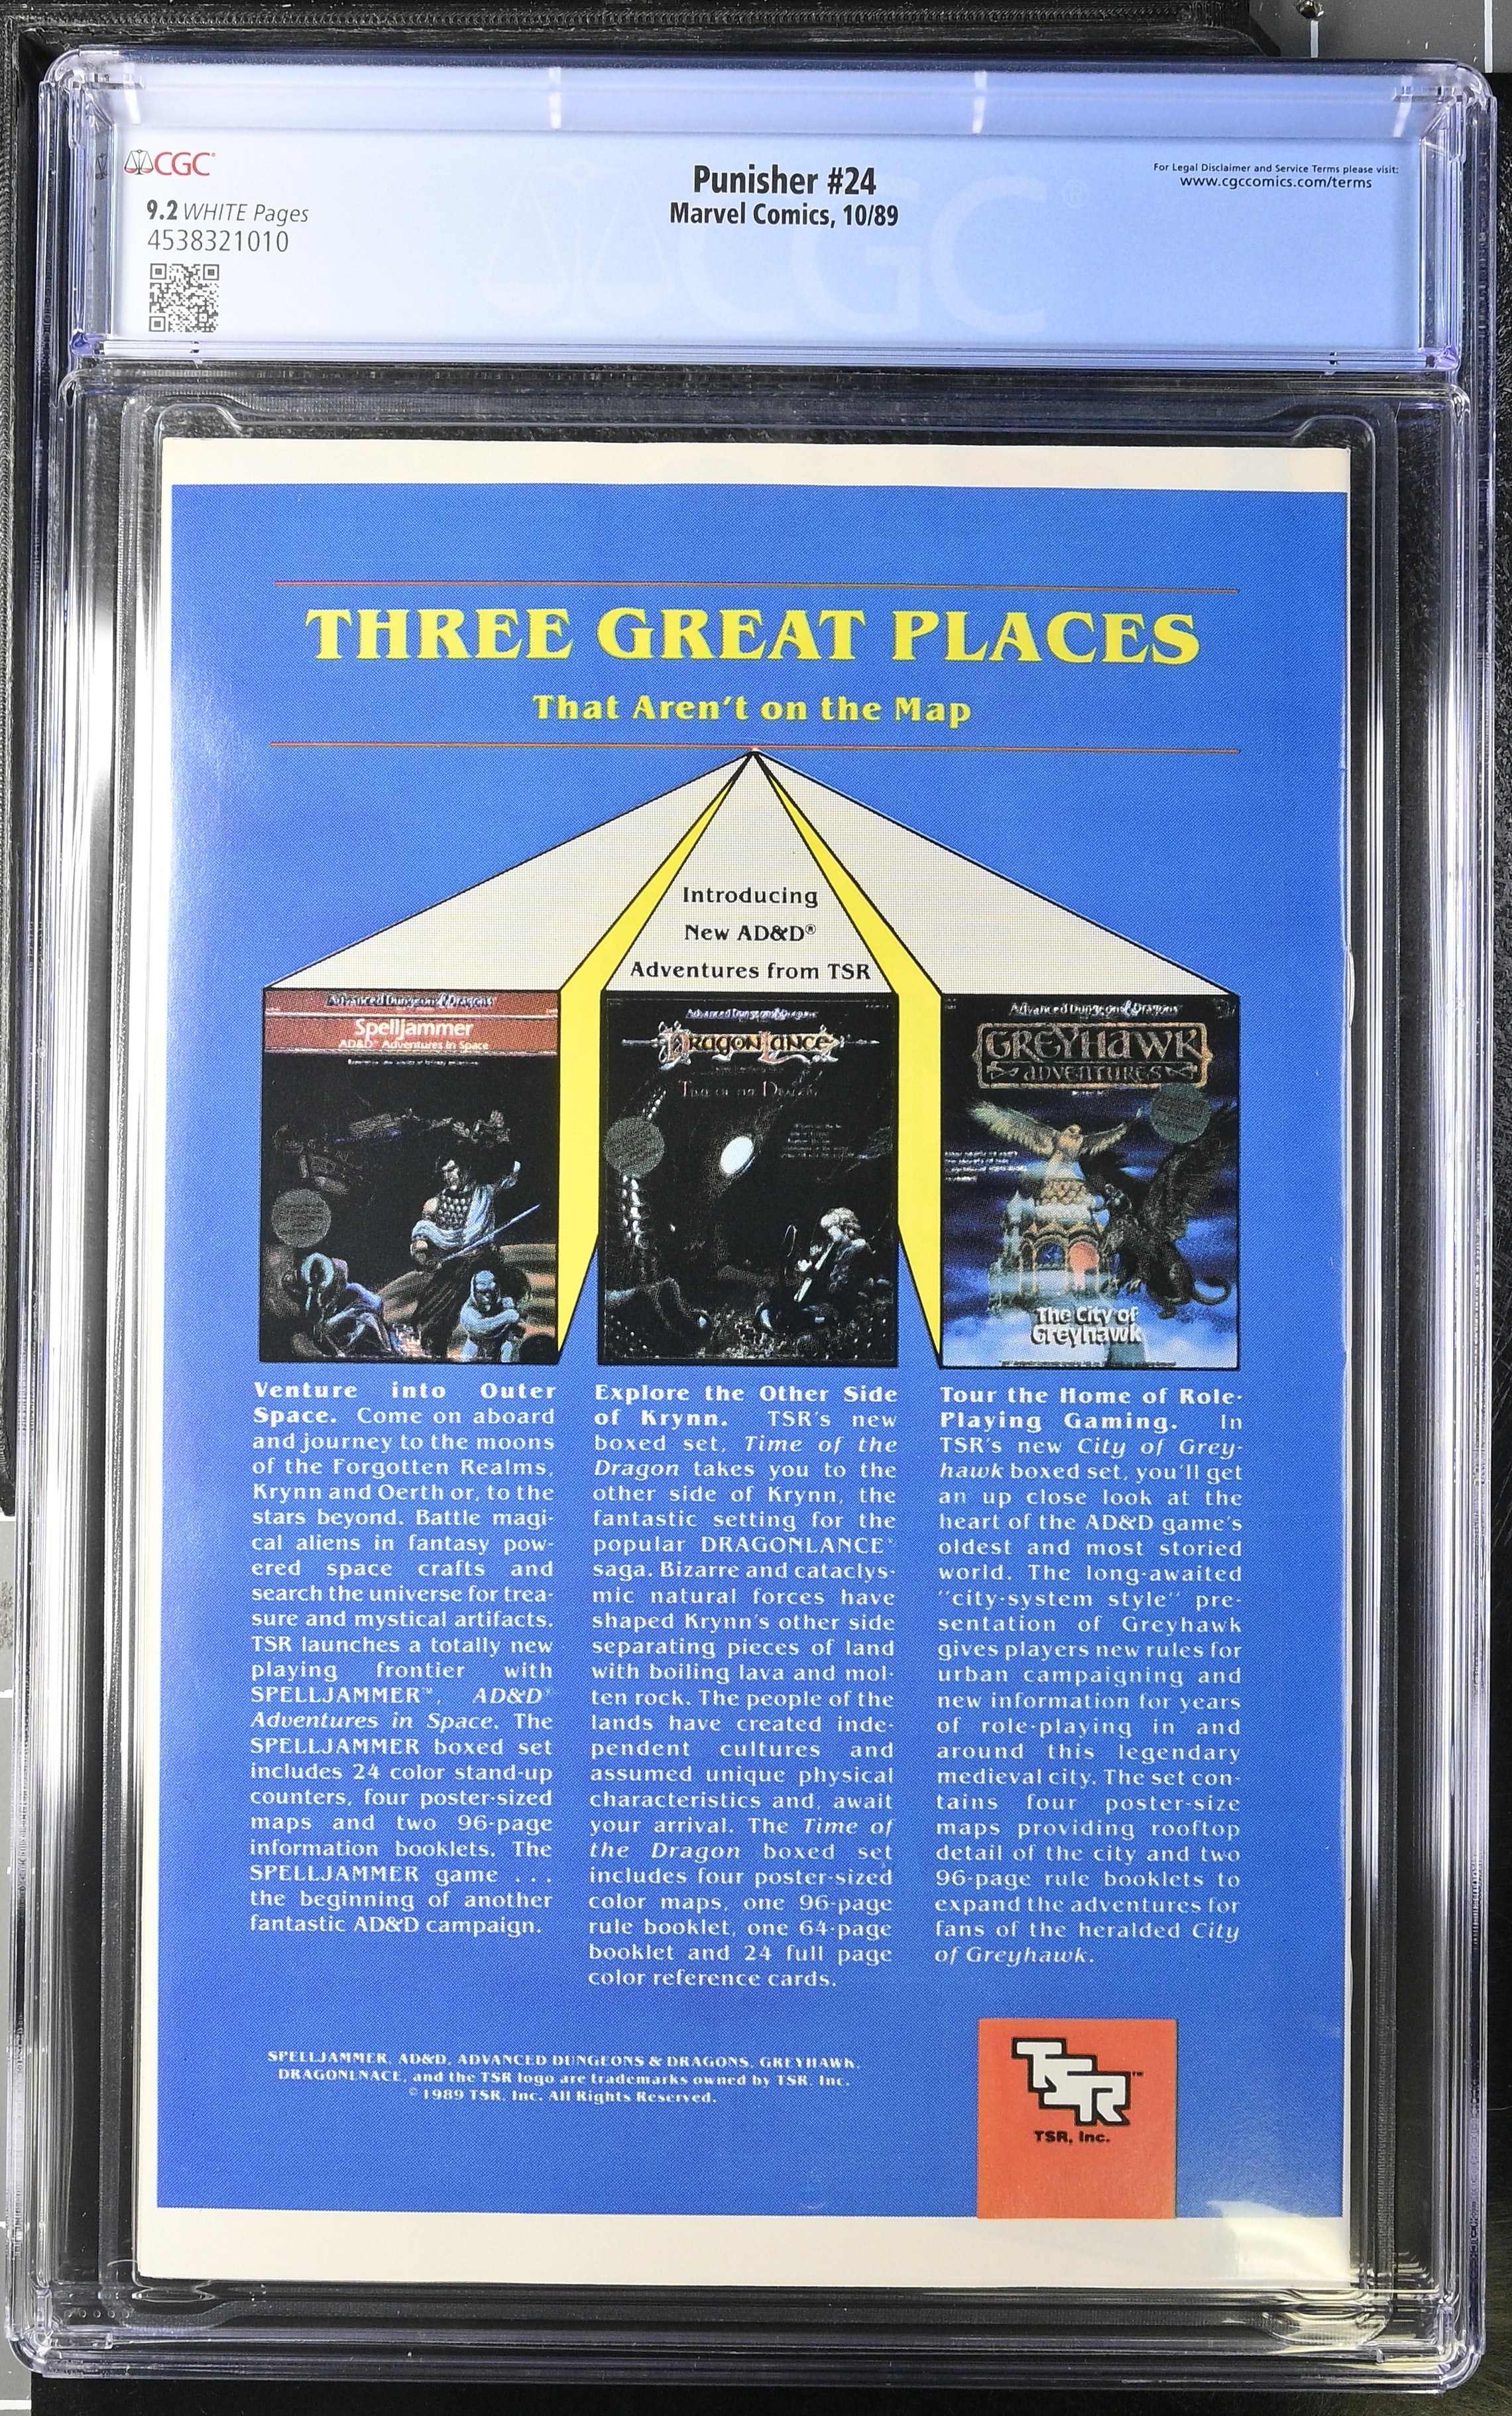 CGC
9.2 WHITE Pages
4538321010
Punisher #24
Marvel Comics, 10/89
For Legal Disclaimer and Service Terms please visit:
www.cgccomics.com/terms
CGC®
THREE GREAT PLACES
That Aren't on the Map
Introducing
New AD&D®
Adventures from TSR
Advanced Dungeons & Dragons
Spelljammer
AD&D® Adventures in Space
Advanced Dungeons & Dragons
DRAGONLANCE
Time of the Dragon
Advanced Dungeons & Dragons
GREYHAWK
ADVENTURES
The City of
Greyhawk
Venture into Outer
Space. Come on aboard
and journey to the moons
of the Forgotten Realms,
Krynn and Oerth or, to the
stars beyond. Battle magi-
cal aliens in fantasy pow-
ered space crafts and
search the universe for trea-
sure and mystical artifacts.
TSR launches a totally new
playing frontier with
SPELLJAMMER™, AD&D®
Adventures in Space. The
SPELLJAMMER boxed set
includes 24 color stand-up
counters, four poster-sized
maps and two 96-page
information booklets. The
SPELLJAMMER game . . .
the beginning of another
fantastic AD&D campaign.
Explore the Other Side
of Krynn. TSR's new
boxed set, Time of the
Dragon takes you to the
other side of Krynn, the
fantastic setting for the
popular DRAGONLANCE®
saga. Bizarre and cataclys-
mic natural forces have
shaped Krynn's other side
separating pieces of land
with boiling lava and mol-
ten rock. The people of the
lands have created inde-
pendent cultures and
assumed unique physical
characteristics and, await
your arrival. The Time of
the Dragon boxed set
includes four poster-sized
color maps, one 96-page
rule booklet, one 64-page
booklet and 24 full page
color reference cards.
Tour the Home of Role-
Playing Gaming. In
TSR's new City of Grey-
hawk boxed set, you'll get
an up close look at the
heart of the AD&D game's
oldest and most storied
world. The long-awaited
"city-system style" pre-
sentation of Greyhawk
gives players new rules for
urban campaigning and
new information for years
of role-playing in and
around this legendary
medieval city. The set con-
tains four poster-size
maps providing rooftop
detail of the city and two
96-page rule booklets to
expand the adventures for
fans of the heralded City
of Greyhawk.
SPELLJAMMER, AD&D, ADVANCED DUNGEONS & DRAGONS, GREYHAWK,
DRAGONLNACE, and the TSR logo are trademarks owned by TSR, Inc.
© 1989 TSR, Inc. All Rights Reserved.
TSR™
TSR, Inc.